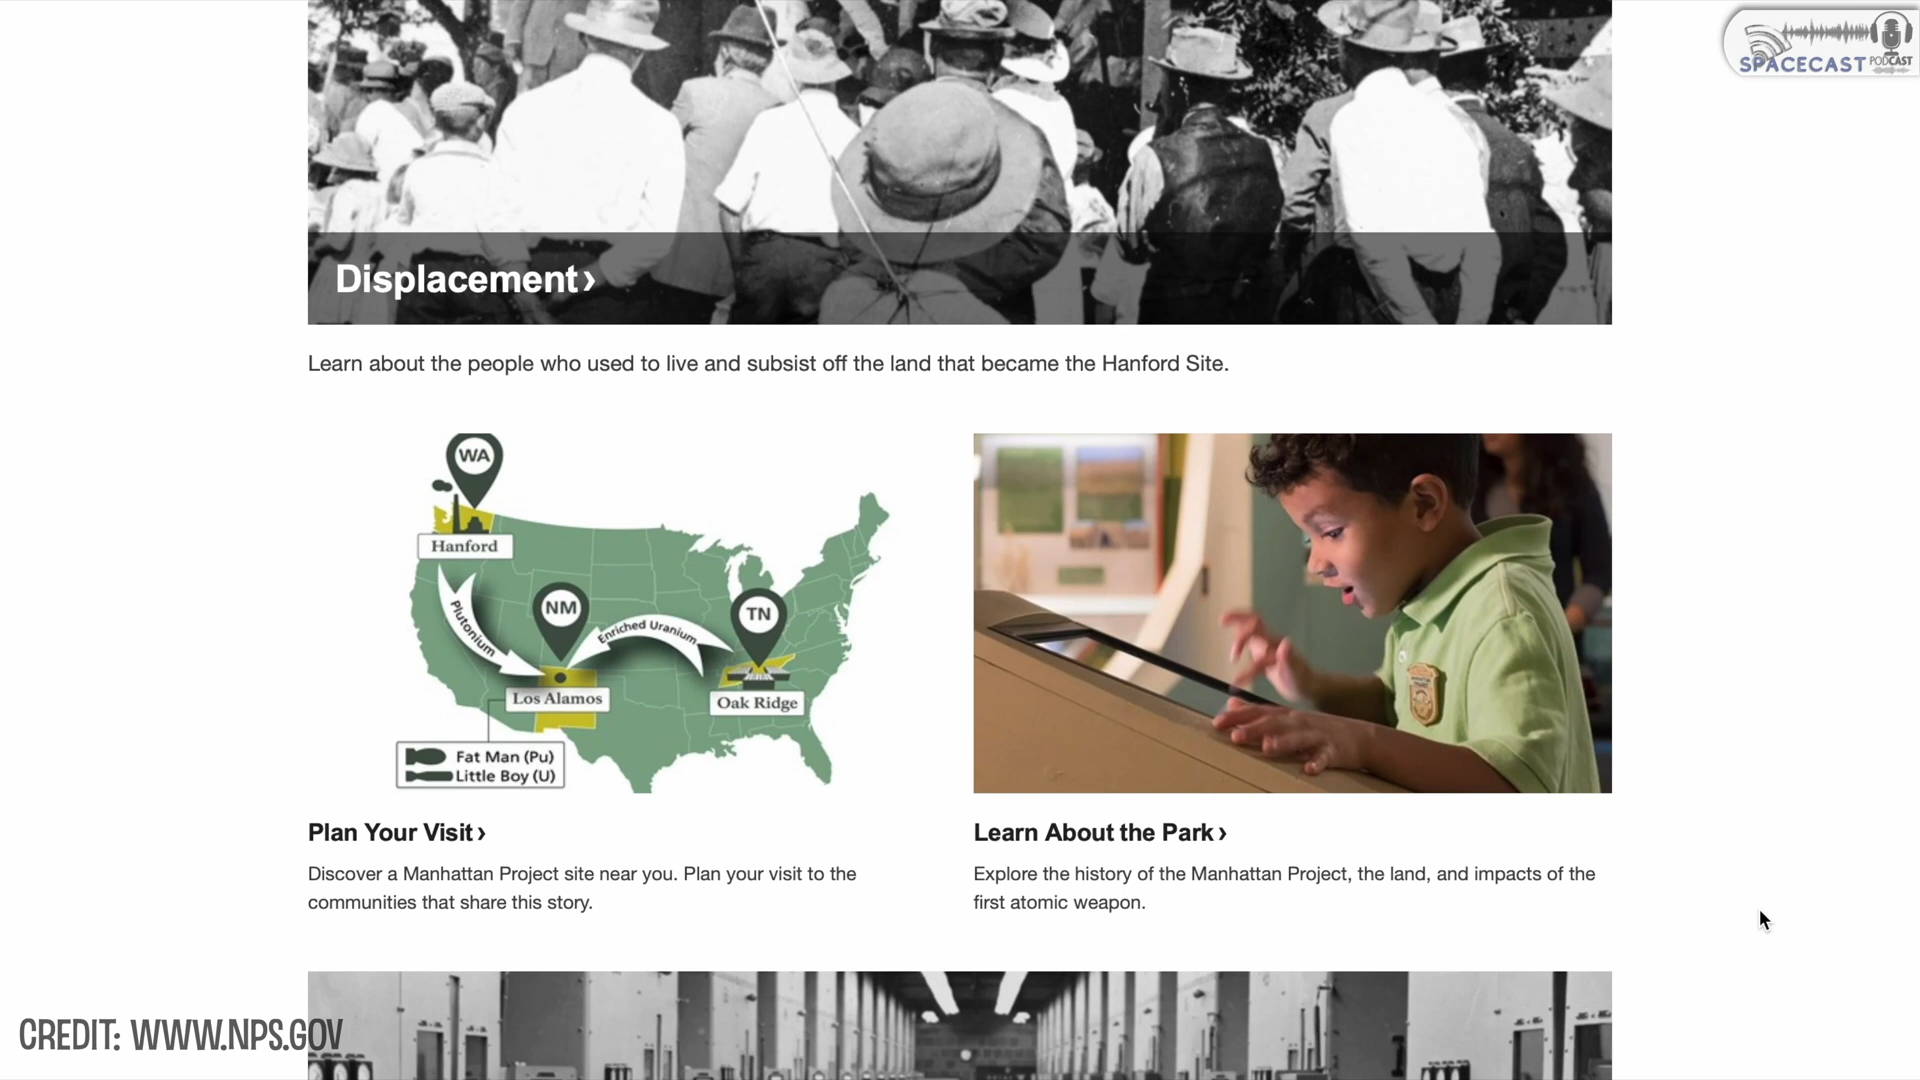 SPACECAST PODCAST
Displacement›
Learn about the people who used to live and subsist off the land that became the Hanford Site.
WA
Hanford
Plutonium
NM
Enriched Uranium
TN
Los Alamos
Oak Ridge
Fat Man (Pu)
Little Boy (U)
Plan Your Visit›
Discover a Manhattan Project site near you. Plan your visit to the
communities that share this story.
Learn About the Park›
Explore the history of the Manhattan Project, the land, and impacts of the
first atomic weapon.
CREDIT: WWW.NPS.GOV